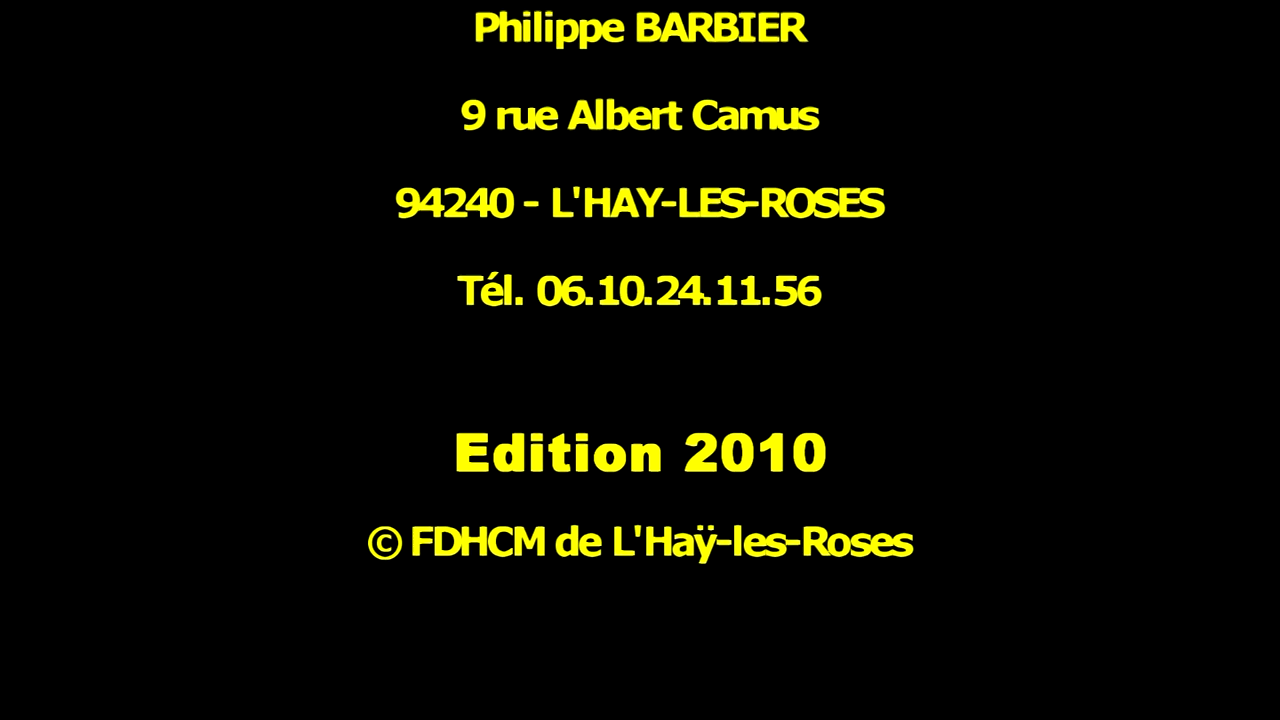 Philippe BARBIER
9 rue Albert Camus
94240 - L'HAY-LES-ROSES
Tél. 06.10.24.11.56
Edition 2010
© FDHCM de L'Haÿ-les-Roses